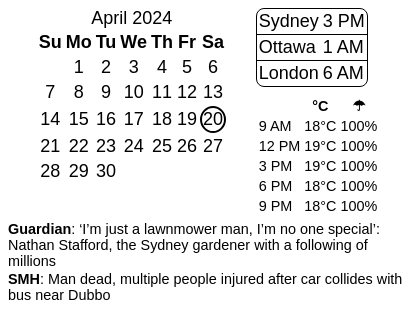 April 2024
Su Mo Tu We Th Fr Sa
1 2 3 4 5 6
7 8 9 10 11 12 13
14 15 16 17 18 19 20
21 22 23 24 25 26 27
28 29 30
Sydney 3 PM
Ottawa 1 AM
London 6 AM
°C ☂
9 AM 18°C 100%
12 PM 19°C 100%
3 PM 19°C 100%
6 PM 18°C 100%
9 PM 18°C 100%
Guardian: ‘I’m just a lawnmower man, I’m no one special’:
Nathan Stafford, the Sydney gardener with a following of
millions
SMH: Man dead, multiple people injured after car collides with
bus near Dubbo